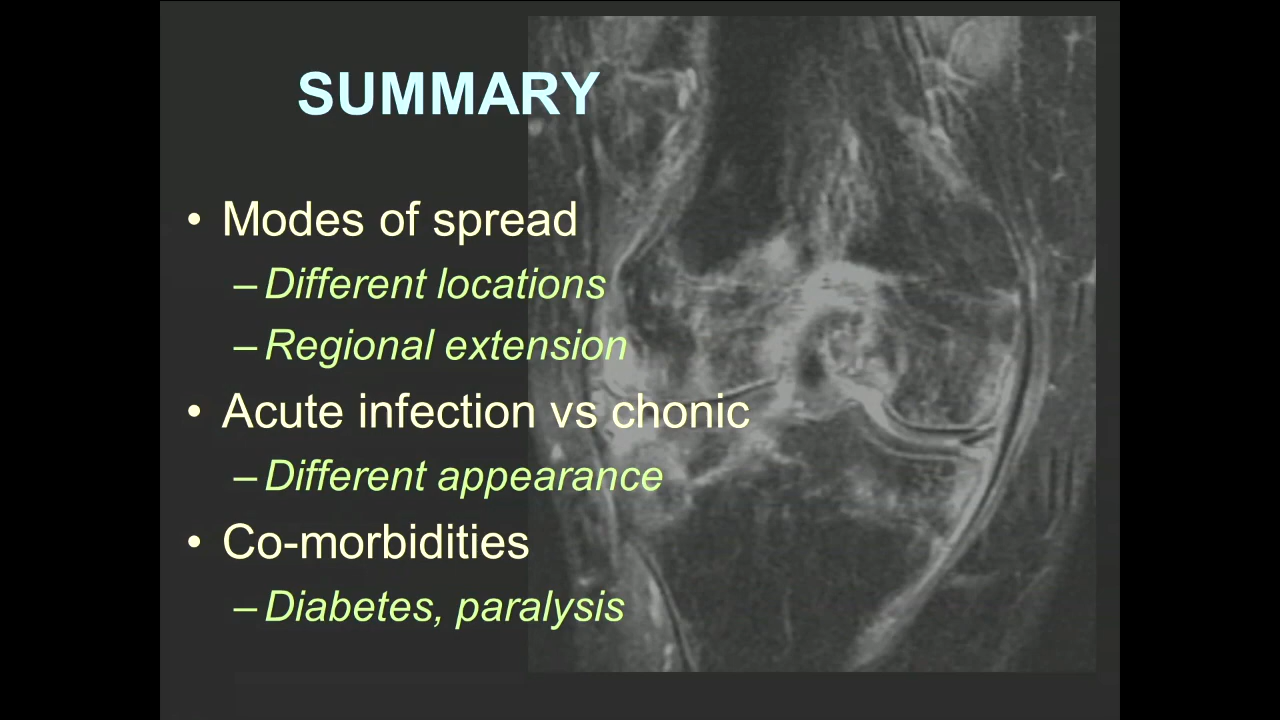 SUMMARY
• Modes of spread
– Different locations
– Regional extension
• Acute infection vs chonic
– Different appearance
• Co-morbidities
– Diabetes, paralysis